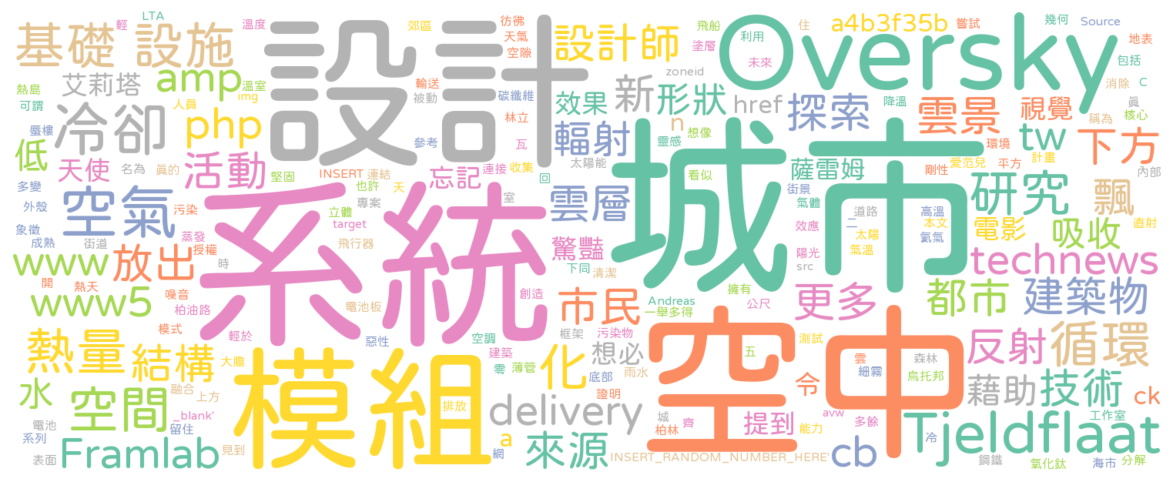 LTA 輕 溫度 郊區 彷彿 飛船 利用 住 a4b3f35b 嘗試 幾何 Source
基礎 設施 設計 天氣 設計師 塗層 未來 Oversky 地表
熱島 艾莉塔 amp 溫室 空隙 zoneid 包括
可謂 人員 img 輸送 被動 碳纖維 效果 新 形狀 href 探索 降溫 雲景 視覺 消除 C
蜃樓 冷卻 php 參考 林立 輻射 n 想像 稱為 tw 真 核心
低 天使 活動 INSERT 連結 忘記 連接 收集 瓦 太陽能 靈感 薩雷姆 環境 下方
多變 名為 真的 堅固 也許 天 回 看似 愛范兒 計畫 平方 剛性 內部
外殼 空氣 污染 立體 專案 室 雲層 城市 街景 氣體 研究 飄
象徵 成熟 街道 蒸發 target 效應 道路 二 高溫 本文 電影 吸收 直射
www 放出 授權 系統 飛行器 驚豔 太陽 氦氣 氣溫
開 熱天 時 下同 清潔 陽光 src technews
www5 噪音 柏油路 電池板 創造 市民 Andreas 一舉多得 擁有 公尺 更多 都市 建築物
模式 輕於 惡性 空調 框架 污染物 測試
熱量 結構 大膽 模組 建築 零 薄管 化 想必 五 空中 雲 森林 反射 循環
水 融合 上方 底部 雨水 細霧 烏托邦 藉助 技術
空間 _blank' 排放 delivery 證明 令 ck
電池 留住 城 齊 提到 avw 多餘 工作室
系列 Framlab 見到 a 網 來源 柏林 能力 cb 冷 Tjeldflaat
表面 INSERT_RANDOM_NUMBER_HERE' 鋼鐵 氧化鈦 海市 分解